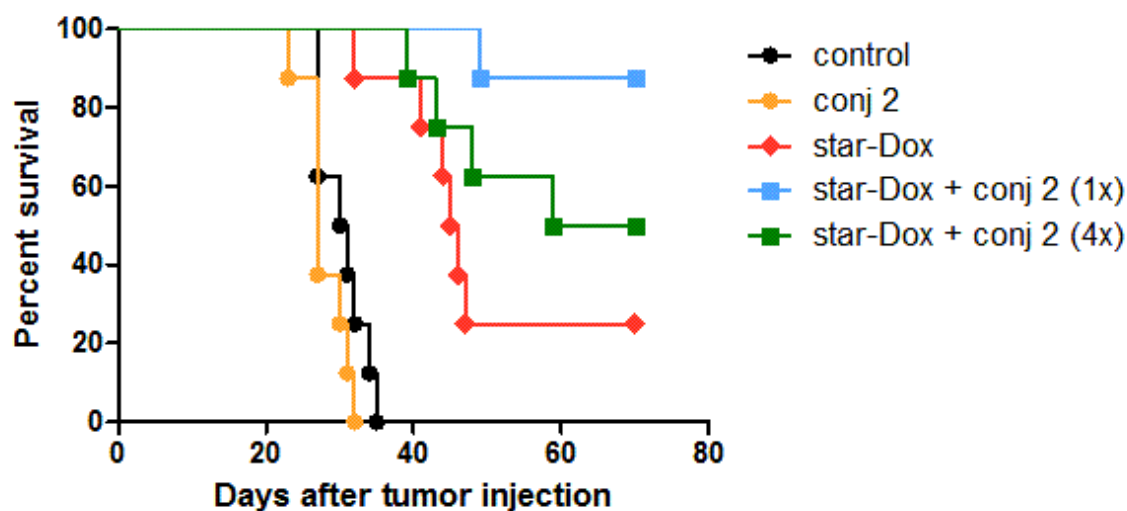 100
80
60
40
20
0
Percent survival
0 20 40 60 80
Days after tumor injection
control
conj 2
star-Dox
star-Dox + conj 2 (1x)
star-Dox + conj 2 (4x)